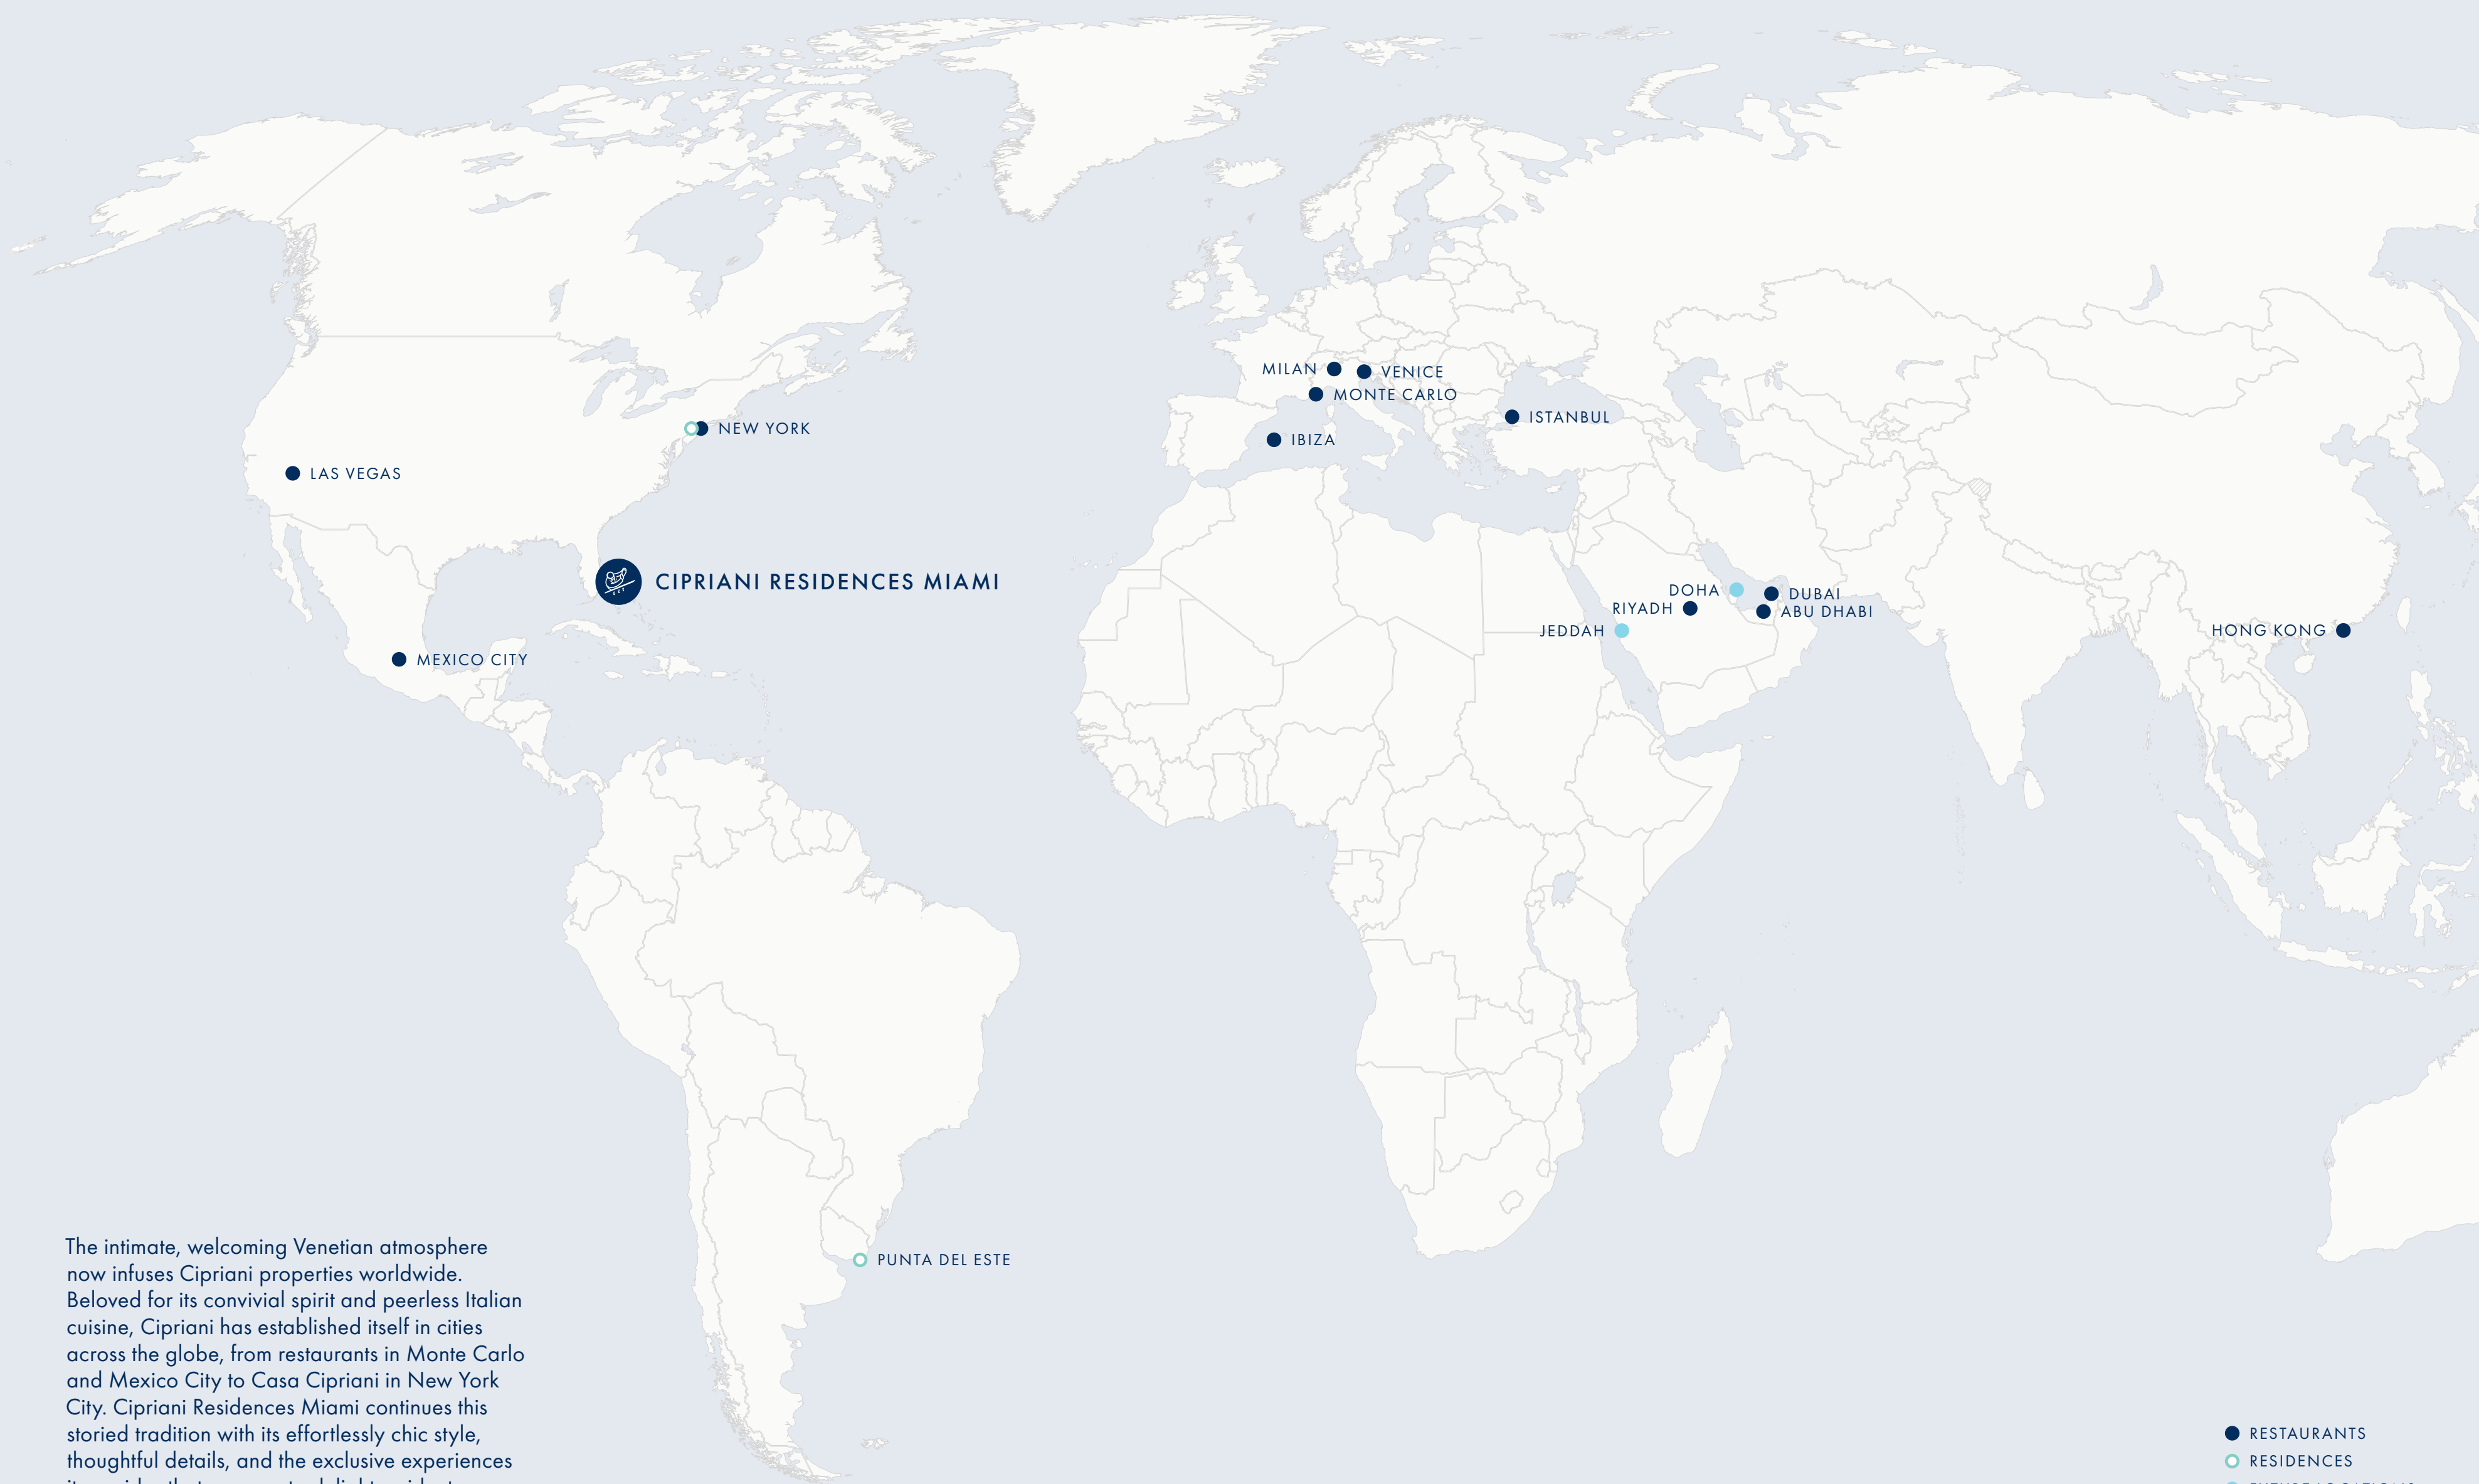 MILAN
VENICE
MONTE CARLO
ISTANBUL
NEW YORK
IBIZA
LAS VEGAS
CIPRIANI RESIDENCES MIAMI
DOHA
DUBAI
RIYADH
ABU DHABI
JEDDAH
HONG KONG
MEXICO CITY
PUNTA DEL ESTE
The intimate, welcoming Venetian atmosphere
now infuses Cipriani properties worldwide.
Beloved for its convivial spirit and peerless Italian
cuisine, Cipriani has established itself in cities
across the globe, from restaurants in Monte Carlo
and Mexico City to Casa Cipriani in New York
City. Cipriani Residences Miami continues this
storied tradition with its effortlessly chic style,
thoughtful details, and the exclusive experiences
RESTAURANTS
RESIDENCES